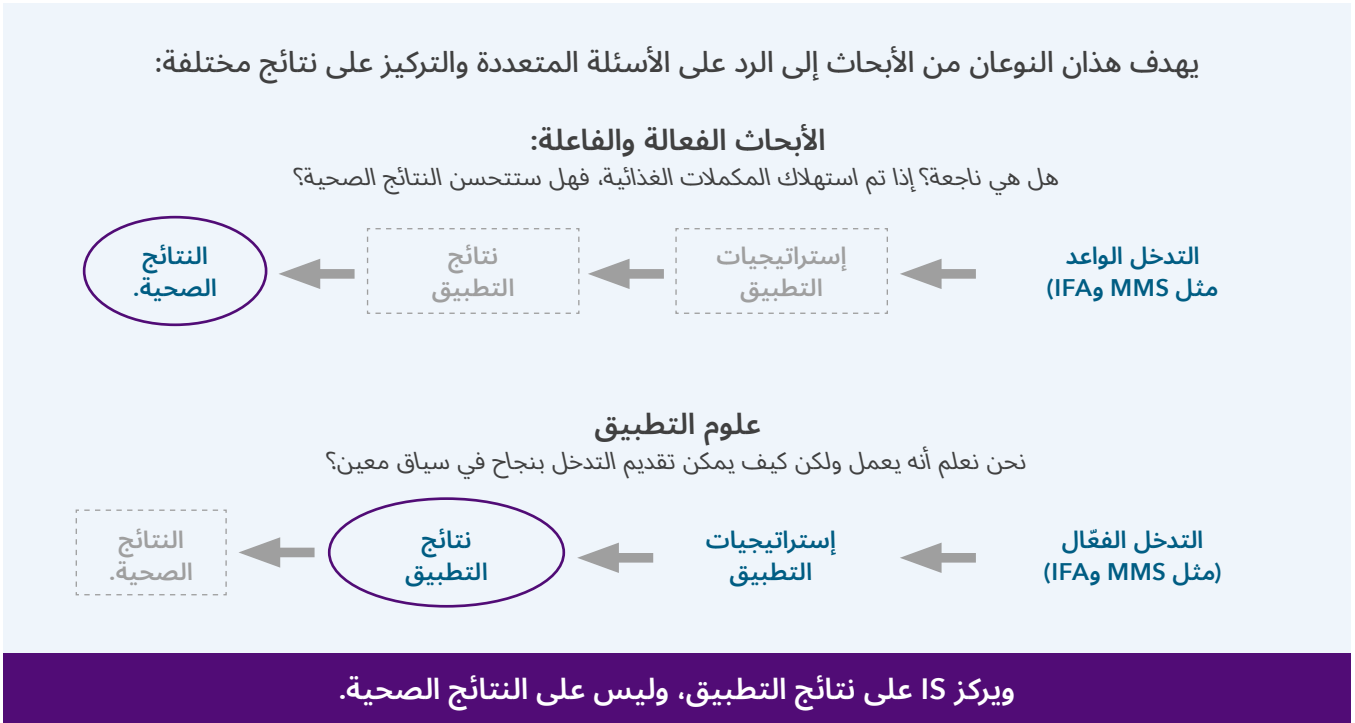 يهدف هذان النوعان من الأبحاث إلى الرد على الأسئلة المتعددة والتركيز على نتائج مختلفة:
الأبحاث الفعالة والفاعلة:
هل هي ناجعة؟ إذا تم استهلاك المكملات الغذائية، فهل ستتحسن النتائج الصحية؟
التدخل الواعد
مثل MMS وIFA)
إستراتيجيات
التطبيق
نتائج
التطبيق
النتائج
الصحية.
علوم التطبيق
نحن نعلم أنه يعمل ولكن كيف يمكن تقديم التدخل بنجاح في سياق معين؟
التدخل الفعّال
(مثل MMS وIFA)
إستراتيجيات
التطبيق
نتائج
التطبيق
النتائج
الصحية.
ويركز IS على نتائج التطبيق، وليس على النتائج الصحية.